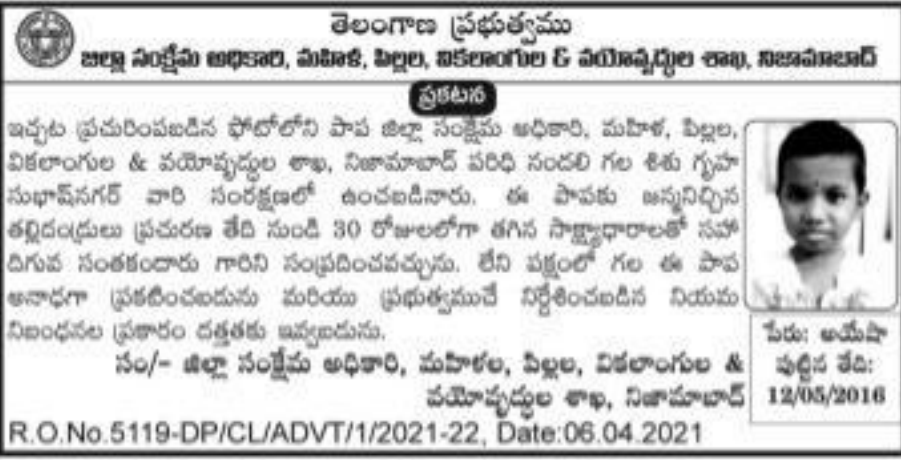 తెలంగాణ ప్రభుత్వము
జిల్లా సంక్షేమ అధికారి, మహిళ, పిల్లల, వికలాంగుల & వయోవృద్ధుల శాఖ, నిజామాబాద్
ప్రకటన
ఇచ్చట ప్రచురింపబడిన ఫోటోలోని పాప జిల్లా సంక్షేమ అధికారి, మహిళ, పిల్లల,
వికలాంగుల & వయోవృద్ధుల శాఖ, నిజామాబాద్ పరిధి నందలి గల శిశు గృహ
సుభాష్‌నగర్ వారి సంరక్షణలో ఉంచబడినారు. ఈ పాపకు జన్మనిచ్చిన
తల్లిదండ్రులు ప్రచురణ తేది నుండి 30 రోజులలోగా తగిన సాక్ష్యాధారాలతో సహా
దిగువ సంతకందారు గారిని సంప్రదించవచ్చును. లేని పక్షంలో గల ఈ పాప
అనాధగా ప్రకటించబడును మరియు ప్రభుత్వముచే నిర్దేశించబడిన నియమ
నిబంధనల ప్రకారం దత్తతకు ఇవ్వబడును.
సం/- జిల్లా సంక్షేమ అధికారి, మహిళల, పిల్లల, వికలాంగుల &
వయోవృద్ధుల శాఖ, నిజామాబాద్
పేరు: అయేషా
పుట్టిన తేది:
12/05/2016
R.O.No.5119-DP/CL/ADVT/1/2021-22, Date:06.04.2021